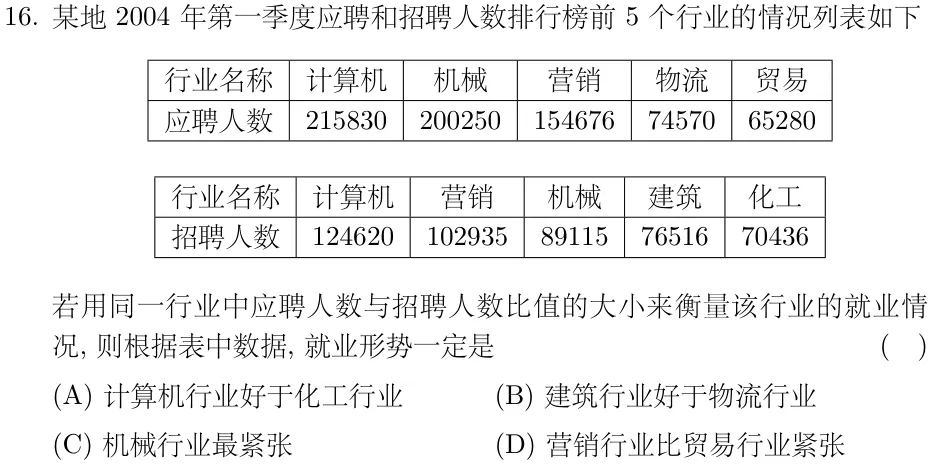 16. 某地 2004 年第一季度应聘和招聘人数排行榜前 5 个行业的情况列表如下
行业名称 计算机 机械 营销 物流 贸易
应聘人数 215830 200250 154676 74570 65280
行业名称 计算机 营销 机械 建筑 化工
招聘人数 124620 102935 89115 76516 70436
若用同一行业中应聘人数与招聘人数比值的大小来衡量该行业的就业情
况, 则根据表中数据, 就业形势一定是 ( )
(A) 计算机行业好于化工行业 (B) 建筑行业好于物流行业
(C) 机械行业最紧张 (D) 营销行业比贸易行业紧张